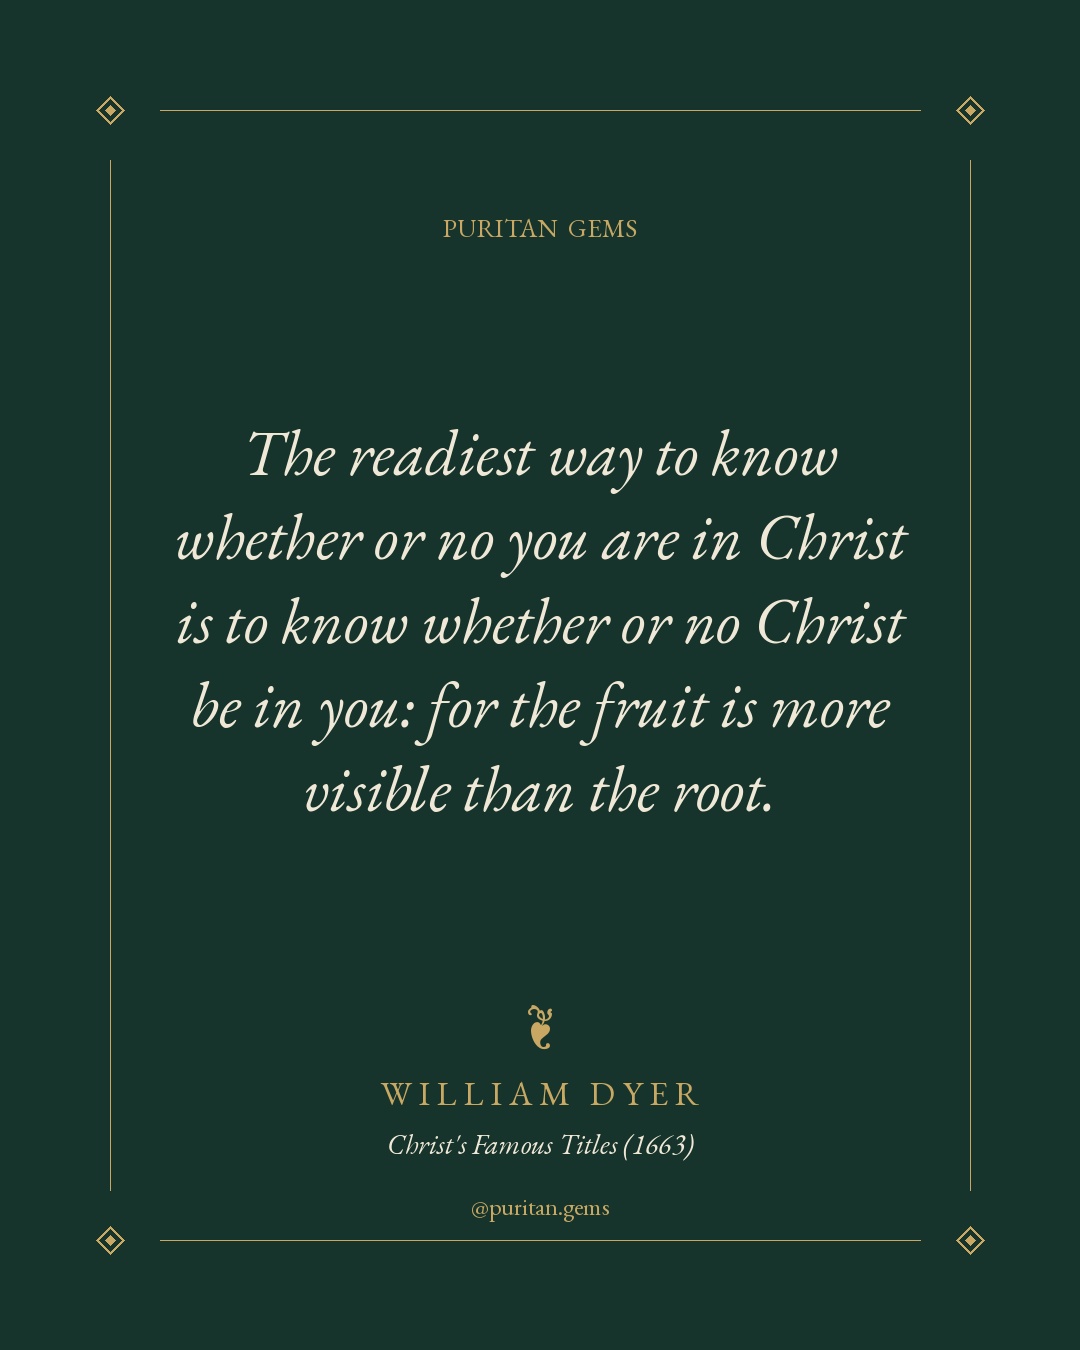 PURITAN GEMS
The readiest way to know
whether or no you are in Christ
is to know whether or no Christ
be in you: for the fruit is more
visible than the root.
WILLIAM DYER
Christ's Famous Titles (1663)
@puritan.gems